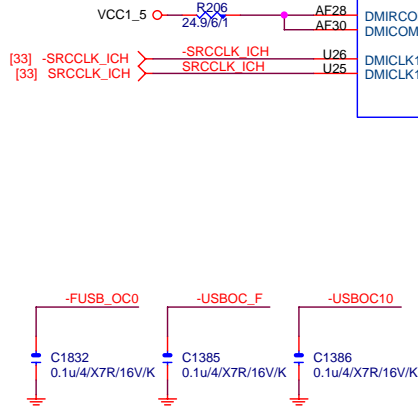 R206
VCC1_5
24.9/6/1
AF28
DMIRCO
AF30
DMICOM
-SRCCLK_ICH
[33] -SRCCLK_ICH
U26
DMICLK1
SRCCLK_ICH
[33] SRCCLK_ICH
U25
DMICLK1
-FUSB_OC0
-USBOC_F
-USBOC10
C1832
0.1u/4/X7R/16V/K
C1385
0.1u/4/X7R/16V/K
C1386
0.1u/4/X7R/16V/K